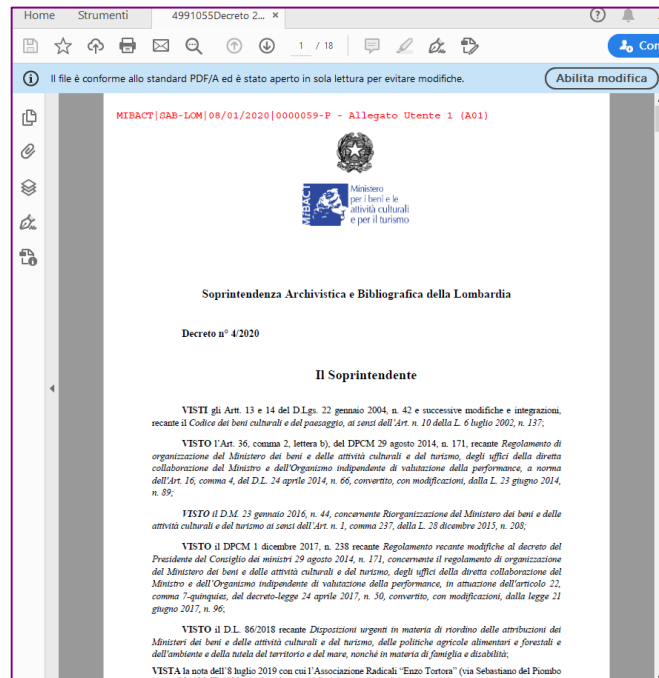 Home Strumenti 4991055Decreto 2... ×
1 / 18
Il file è conforme allo standard PDF/A ed è stato aperto in sola lettura per evitare modifiche. Abilita modifica
MIBACT|SAB-LOM|08/01/2020|0000059-P - Allegato Utente 1 (A01)
MiBACT
Ministero
per i beni e le
attività culturali
e per il turismo
Soprintendenza Archivistica e Bibliografica della Lombardia
Decreto n° 4/2020
Il Soprintendente
VISTI gli Artt. 13 e 14 del D.Lgs. 22 gennaio 2004, n. 42 e successive modifiche e integrazioni,
recante il Codice dei beni culturali e del paesaggio, ai sensi dell'Art. n. 10 della L. 6 luglio 2002, n. 137;
VISTO l'Art. 36, comma 2, lettera b), del DPCM 29 agosto 2014, n. 171, recante Regolamento di
organizzazione del Ministero dei beni e delle attività culturali e del turismo, degli uffici della diretta
collaborazione del Ministro e dell'Organismo indipendente di valutazione della performance, a norma
dell'Art. 16, comma 4, del D.L. 24 aprile 2014, n. 66, convertito, con modificazioni, dalla L. 23 giugno 2014,
n. 89;
VISTO il D.M. 23 gennaio 2016, n. 44, concernente Riorganizzazione del Ministero dei beni e delle
attività culturali e del turismo ai sensi dell'Art. n. 1, comma 237, della L. 28 dicembre 2015, n. 208;
VISTO il DPCM 1 dicembre 2017, n. 238 recante Regolamento recante modifiche al decreto del
Presidente del Consiglio dei ministri 29 agosto 2014, n. 171, concernente il regolamento di organizzazione
del Ministero dei beni e delle attività culturali e del turismo, degli uffici della diretta collaborazione del
Ministro e dell'Organismo indipendente di valutazione della performance, in attuazione dell'articolo 22,
comma 7-quinquies, del decreto-legge 24 aprile 2017, n. 50, convertito, con modificazioni, dalla legge 21
giugno 2017, n. 96;
VISTO il D.L. 86/2018 recante Disposizioni urgenti in materia di riordino delle attribuzioni dei
Ministeri dei beni e delle attività culturali e del turismo, delle politiche agricole alimentari e forestali e
dell'ambiente e della tutela del territorio e del mare, nonché in materia di famiglia e disabilità;
VISTA la nota dell'8 luglio 2019 con cui l'Associazione Radicali "Enzo Tortora" (via Sebastiano del Piombo